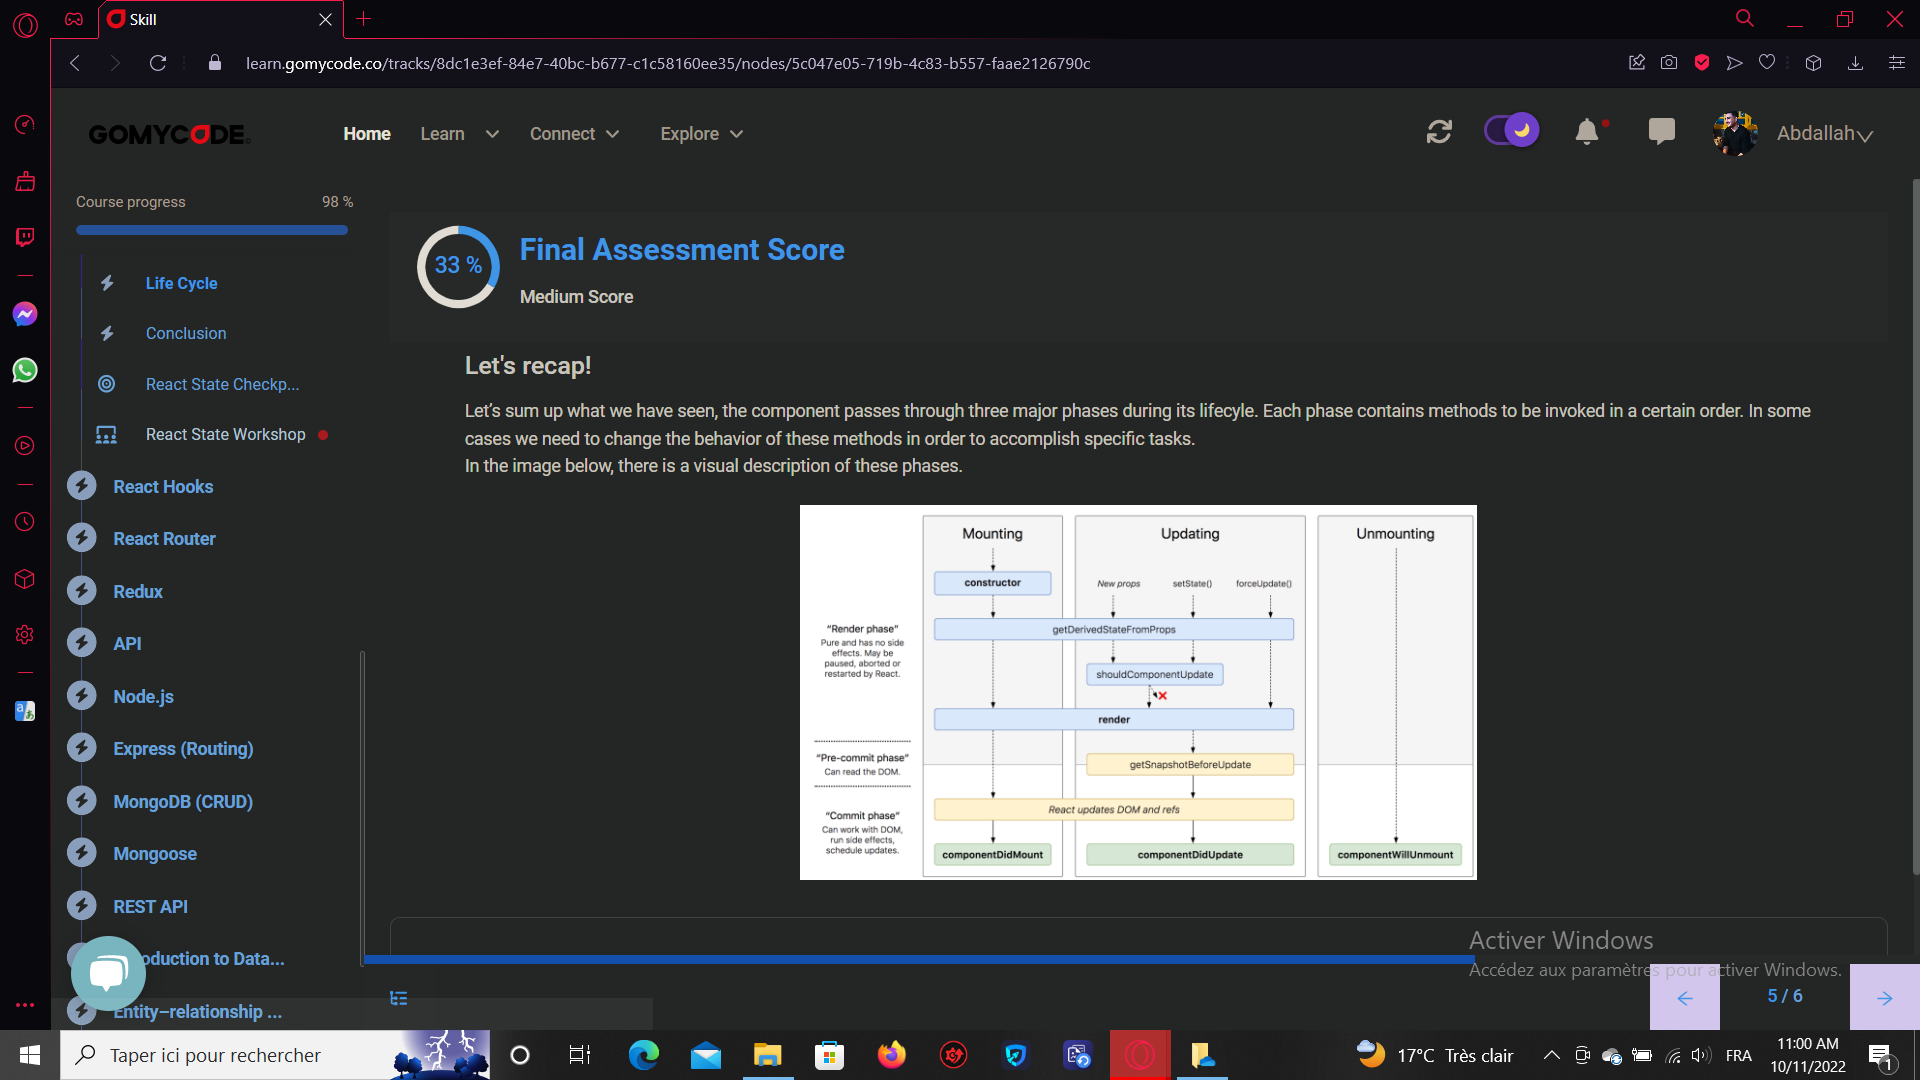 Skill
learn.gomycode.co/tracks/8dc1e3ef-84e7-40bc-b677-c1c58160ee35/nodes/5c047e05-719b-4c83-b557-faae2126790c
GOMYCODE
Home
Learn
Connect
Explore
Abdallah
Course progress
98 %
Life Cycle
Conclusion
React State Checkp...
React State Workshop
React Hooks
React Router
Redux
API
Node.js
Express (Routing)
MongoDB (CRUD)
Mongoose
REST API
oduction to Data...
Entity–relationship ...
33 %
Final Assessment Score
Medium Score
Let's recap!
Let’s sum up what we have seen, the component passes through three major phases during its lifecyle. Each phase contains methods to be invoked in a certain order. In some
cases we need to change the behavior of these methods in order to accomplish specific tasks.
In the image below, there is a visual description of these phases.
Mounting
Updating
Unmounting
constructor
New props
setState()
forceUpdate()
“Render phase”
Pure and has no side
effects. May be
paused, aborted or
restarted by React.
getDerivedStateFromProps
shouldComponentUpdate
render
“Pre-commit phase”
Can read the DOM.
getSnapshotBeforeUpdate
“Commit phase”
Can work with DOM,
run side effects,
schedule updates.
React updates DOM and refs
componentDidMount
componentDidUpdate
componentWillUnmount
Activer Windows
Accédez aux paramètres pour activer Windows.
5 / 6
Taper ici pour rechercher
17°C Très clair
FRA
11:00 AM
10/11/2022
1